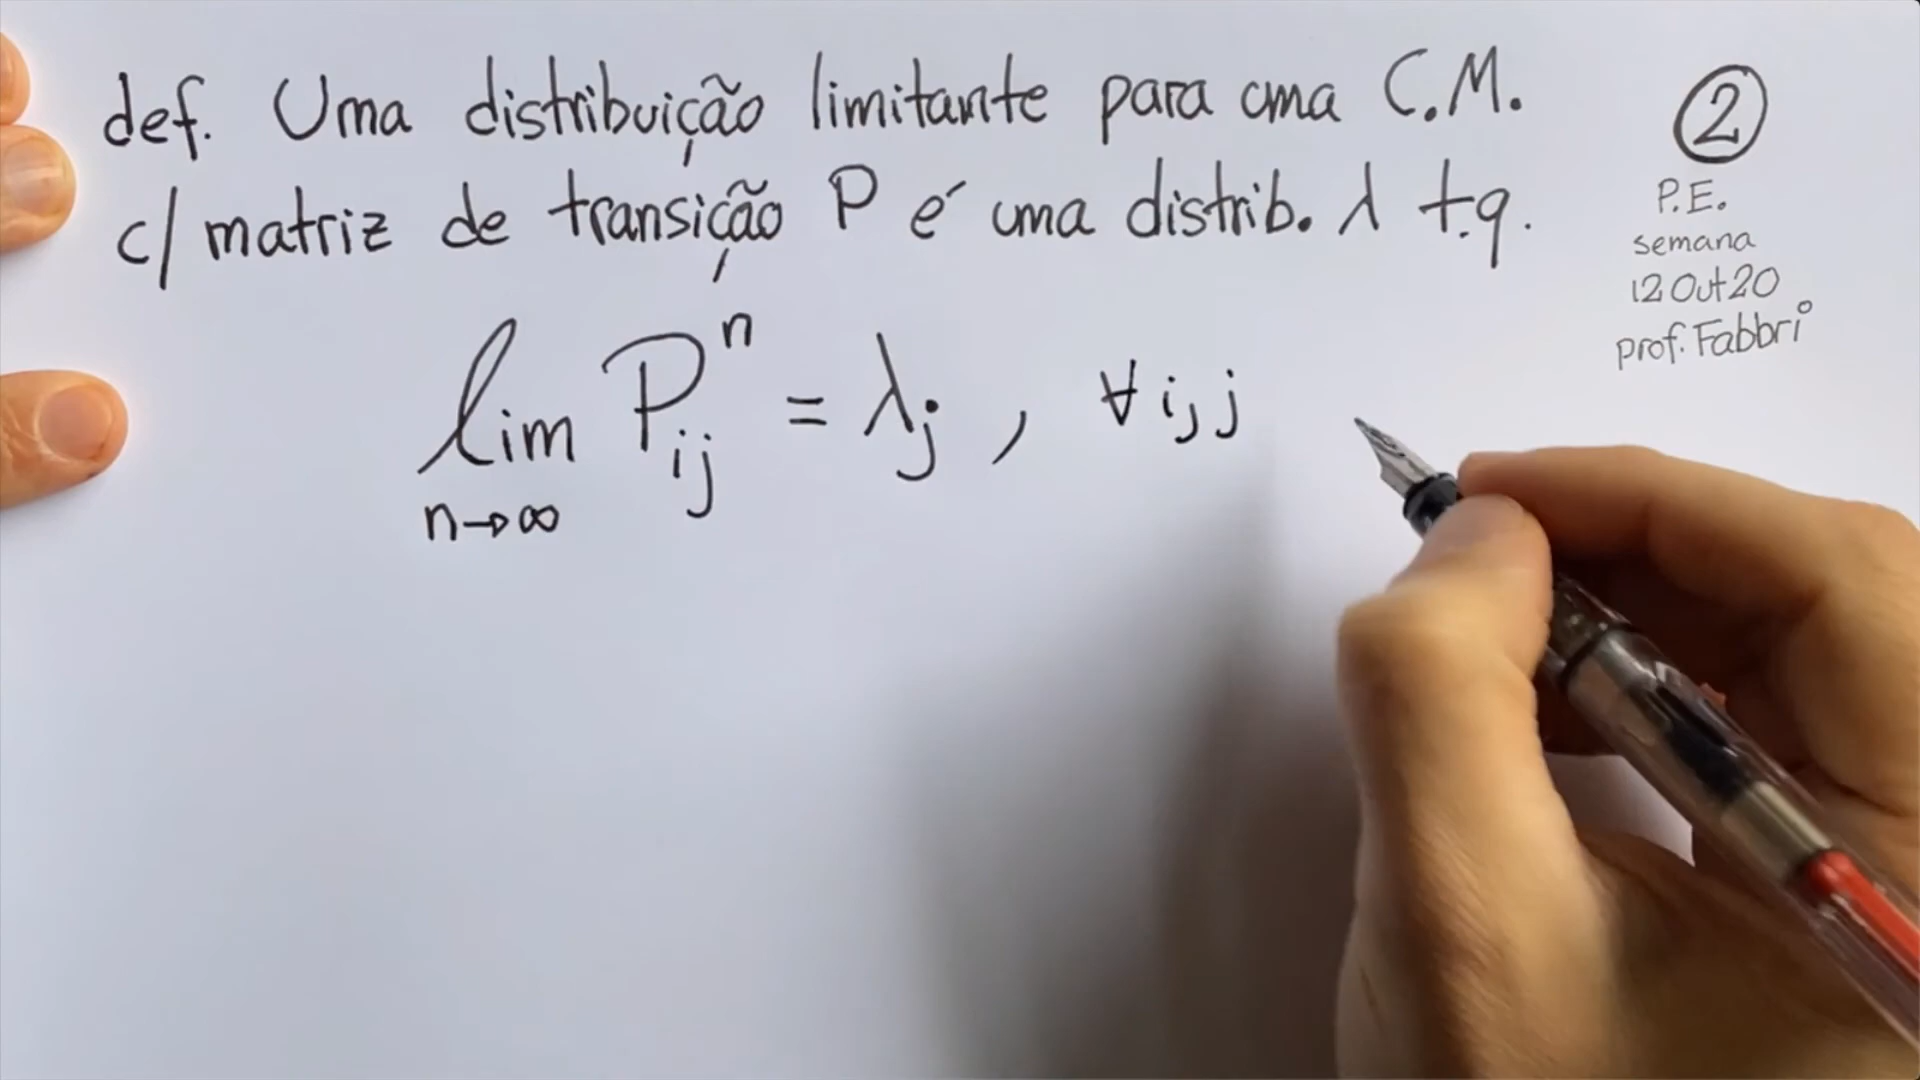 def. Uma distribuição limitante para uma C.M.
c/ matriz de transição P é uma distrib. λ t.q.
lim P_ij^n = λ_j , ∀ i, j
n→∞
②
P.E.
semana
12 Out 20
prof. Fabbri